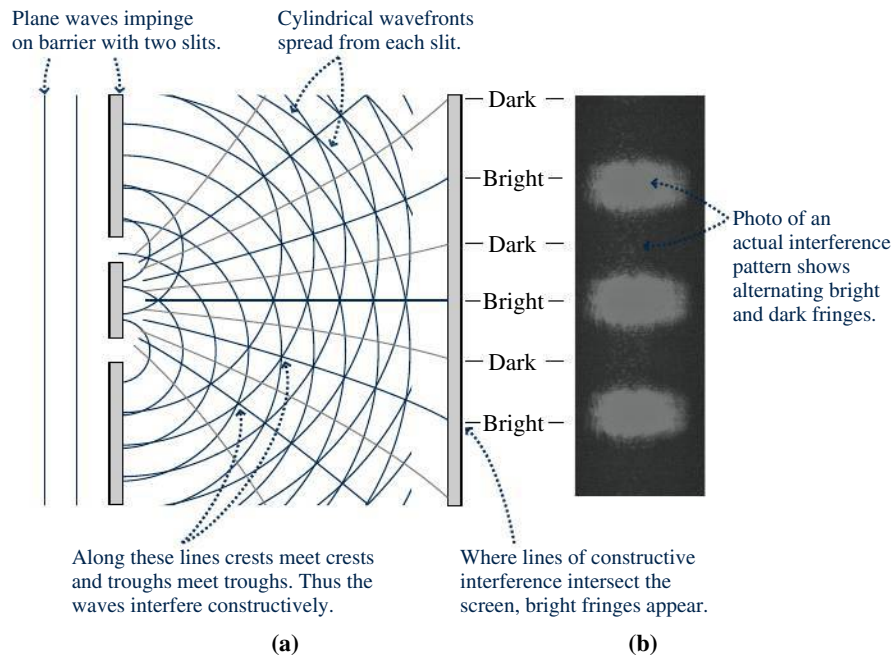 Plane waves impinge
on barrier with two slits.
Cylindrical wavefronts
spread from each slit.
Dark
Bright
Dark
Bright
Dark
Bright
Photo of an
actual interference
pattern shows
alternating bright
and dark fringes.
Along these lines crests meet crests
and troughs meet troughs. Thus the
waves interfere constructively.
Where lines of constructive
interference intersect the
screen, bright fringes appear.
(a)
(b)